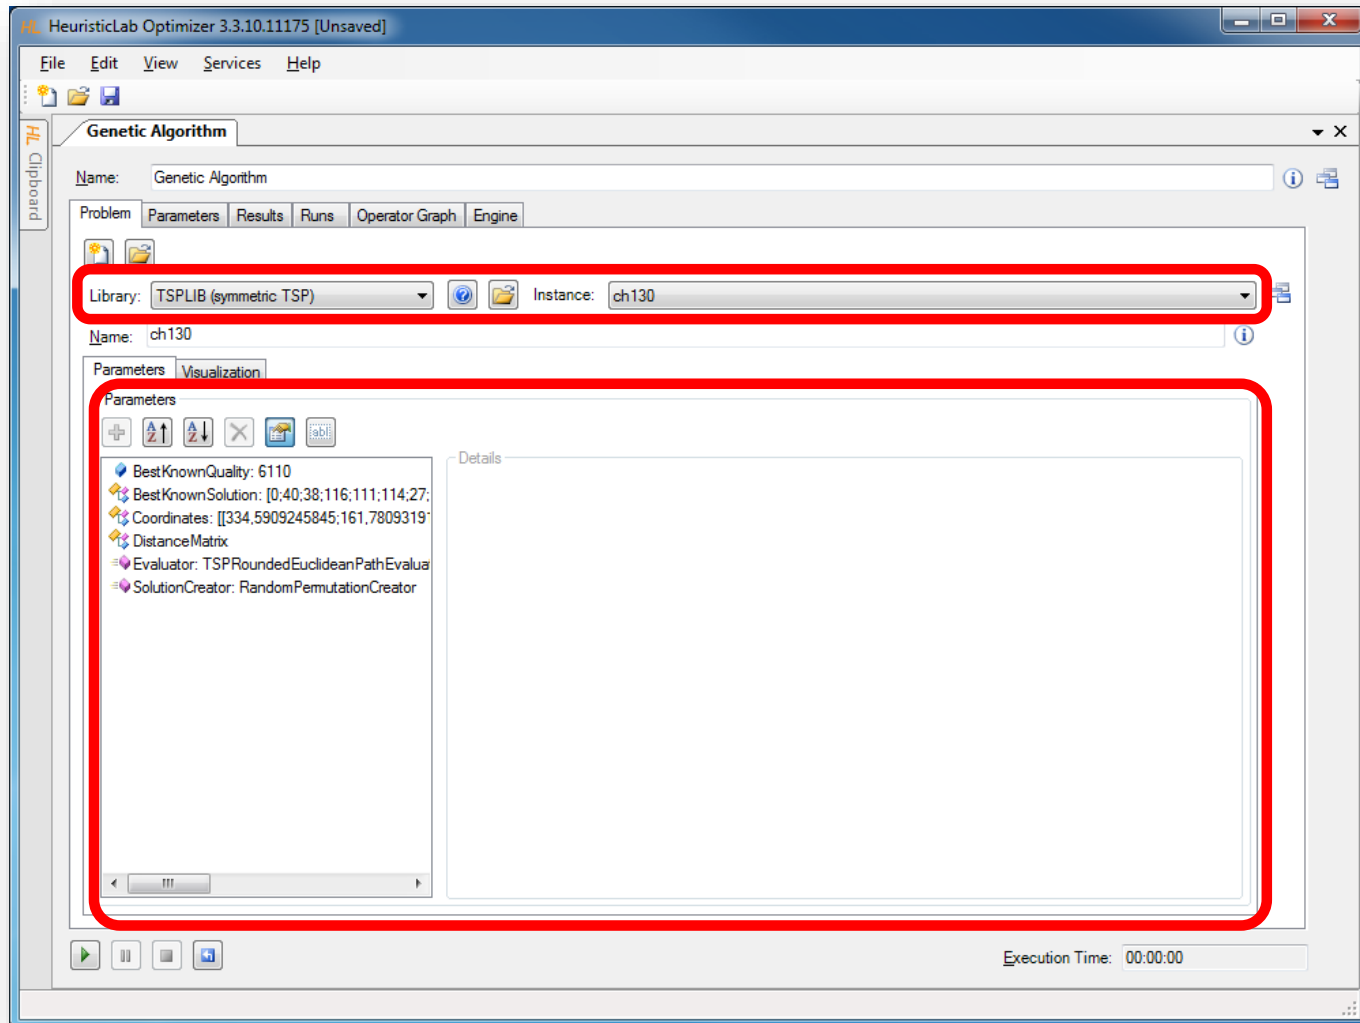 HL HeuristicLab Optimizer 3.3.10.11175 [Unsaved]
File Edit View Services Help
HL Clipboard
Genetic Algorithm
Name: Genetic Algorithm
Problem Parameters Results Runs Operator Graph Engine
Library: TSPLIB (symmetric TSP) Instance: ch130
Name: ch130
Parameters Visualization
Parameters
Details
BestKnownQuality: 6110
BestKnownSolution: [0;40;38;116;111;114;27;
Coordinates: [[334,5909245845;161,7809319
DistanceMatrix
Evaluator: TSPRoundedEuclideanPathEvalua
SolutionCreator: RandomPermutationCreator
Execution Time: 00:00:00